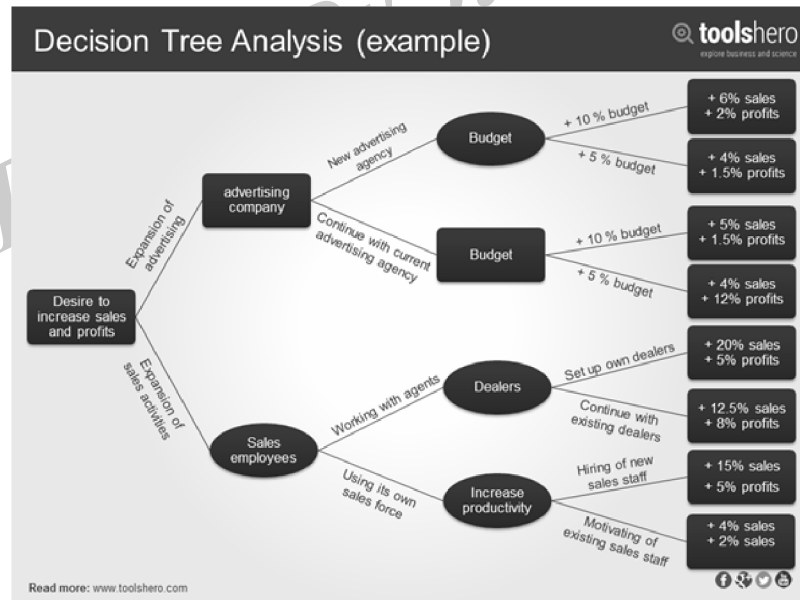 Decision Tree Analysis (example)
toolshero
explore business and science
Desire to
increase sales
and profits
Expansion of
advertising
Expansion of
sales activities
advertising
company
Sales
employees
New advertising
agency
Continue with current
advertising agency
Working with agents
Using its own
sales force
Budget
Budget
Dealers
Increase
productivity
+ 10 % budget
+ 5 % budget
+ 10 % budget
+ 5 % budget
Set up own dealers
Continue with
existing dealers
Hiring of new
sales staff
Motivating of
existing sales staff
+ 6% sales
+ 2% profits
+ 4% sales
+ 1.5% profits
+ 5% sales
+ 1.5% profits
+ 4% sales
+ 12% profits
+ 20% sales
+ 5% profits
+ 12.5% sales
+ 8% profits
+ 15% sales
+ 5% profits
+ 4% sales
+ 2% sales
Read more: www.toolshero.com